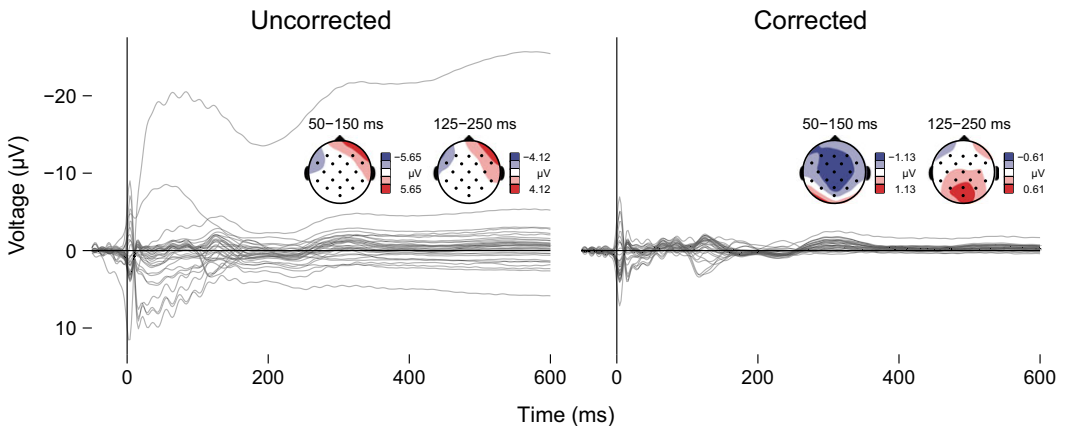 Uncorrected
Corrected
Voltage (µV)
−20
−10
0
10
50−150 ms
−5.65
µV
5.65
125−250 ms
−4.12
µV
4.12
50−150 ms
−1.13
µV
1.13
125−250 ms
−0.61
µV
0.61
0
200
400
600
0
200
400
600
Time (ms)